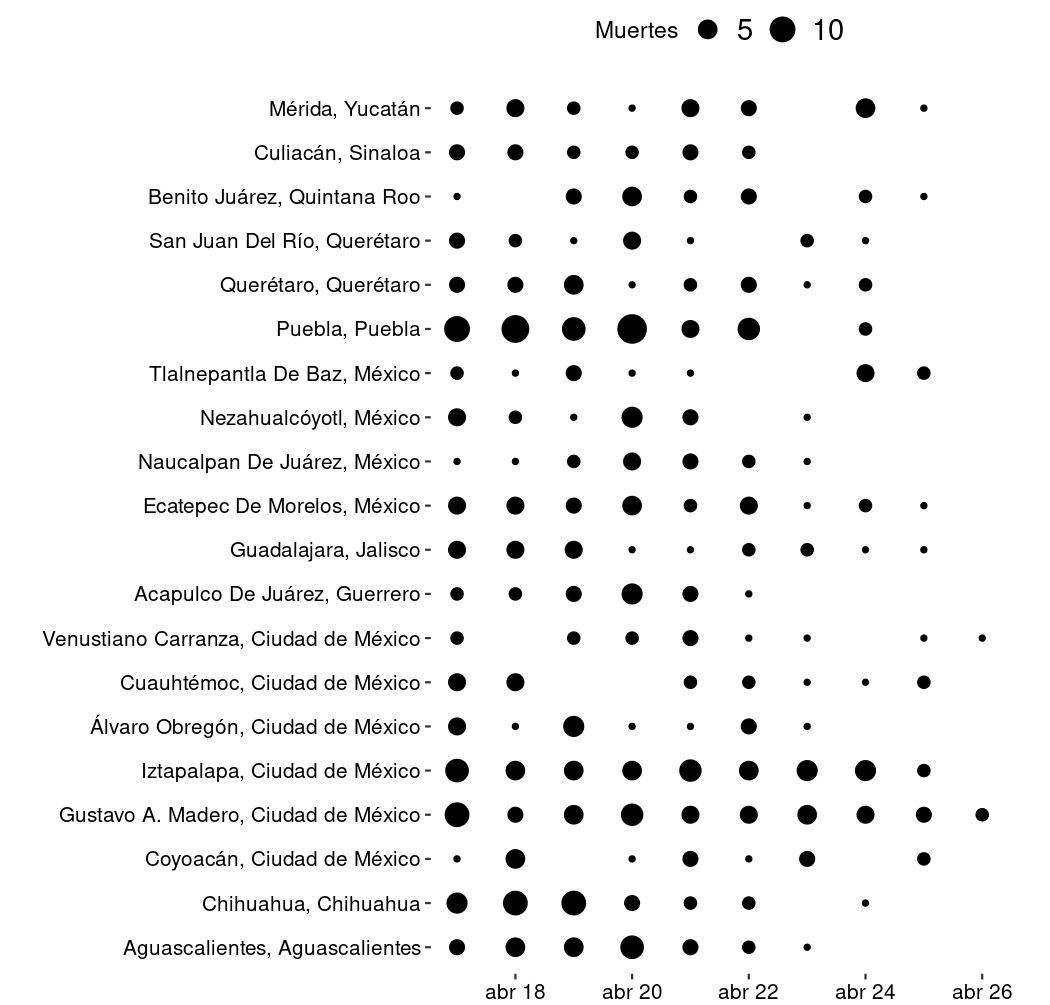 Muertes 5 10
Mérida, Yucatán
Culiacán, Sinaloa
Benito Juárez, Quintana Roo
San Juan Del Río, Querétaro
Querétaro, Querétaro
Puebla, Puebla
Tlalnepantla De Baz, México
Nezahualcóyotl, México
Naucalpan De Juárez, México
Ecatepec De Morelos, México
Guadalajara, Jalisco
Acapulco De Juárez, Guerrero
Venustiano Carranza, Ciudad de México
Cuauhtémoc, Ciudad de México
Álvaro Obregón, Ciudad de México
Iztapalapa, Ciudad de México
Gustavo A. Madero, Ciudad de México
Coyoacán, Ciudad de México
Chihuahua, Chihuahua
Aguascalientes, Aguascalientes
abr 18 abr 20 abr 22 abr 24 abr 26